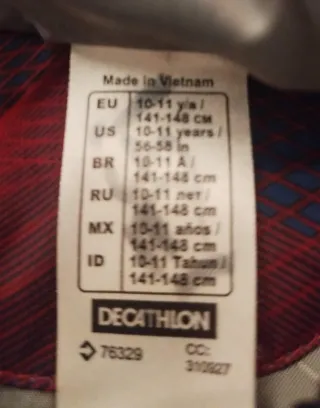 Made in Vietnam
EU 10-11 y/a /
141-148 см
US 10-11 years /
56-58 in
BR 10-11 A /
141-148 cm
RU 10-11 лет /
141-148 cm
MX 10-11 años /
141-148 cm
ID 10-11 Tahun /
141-148 cm
DECATHLON
76329 CC:
310927